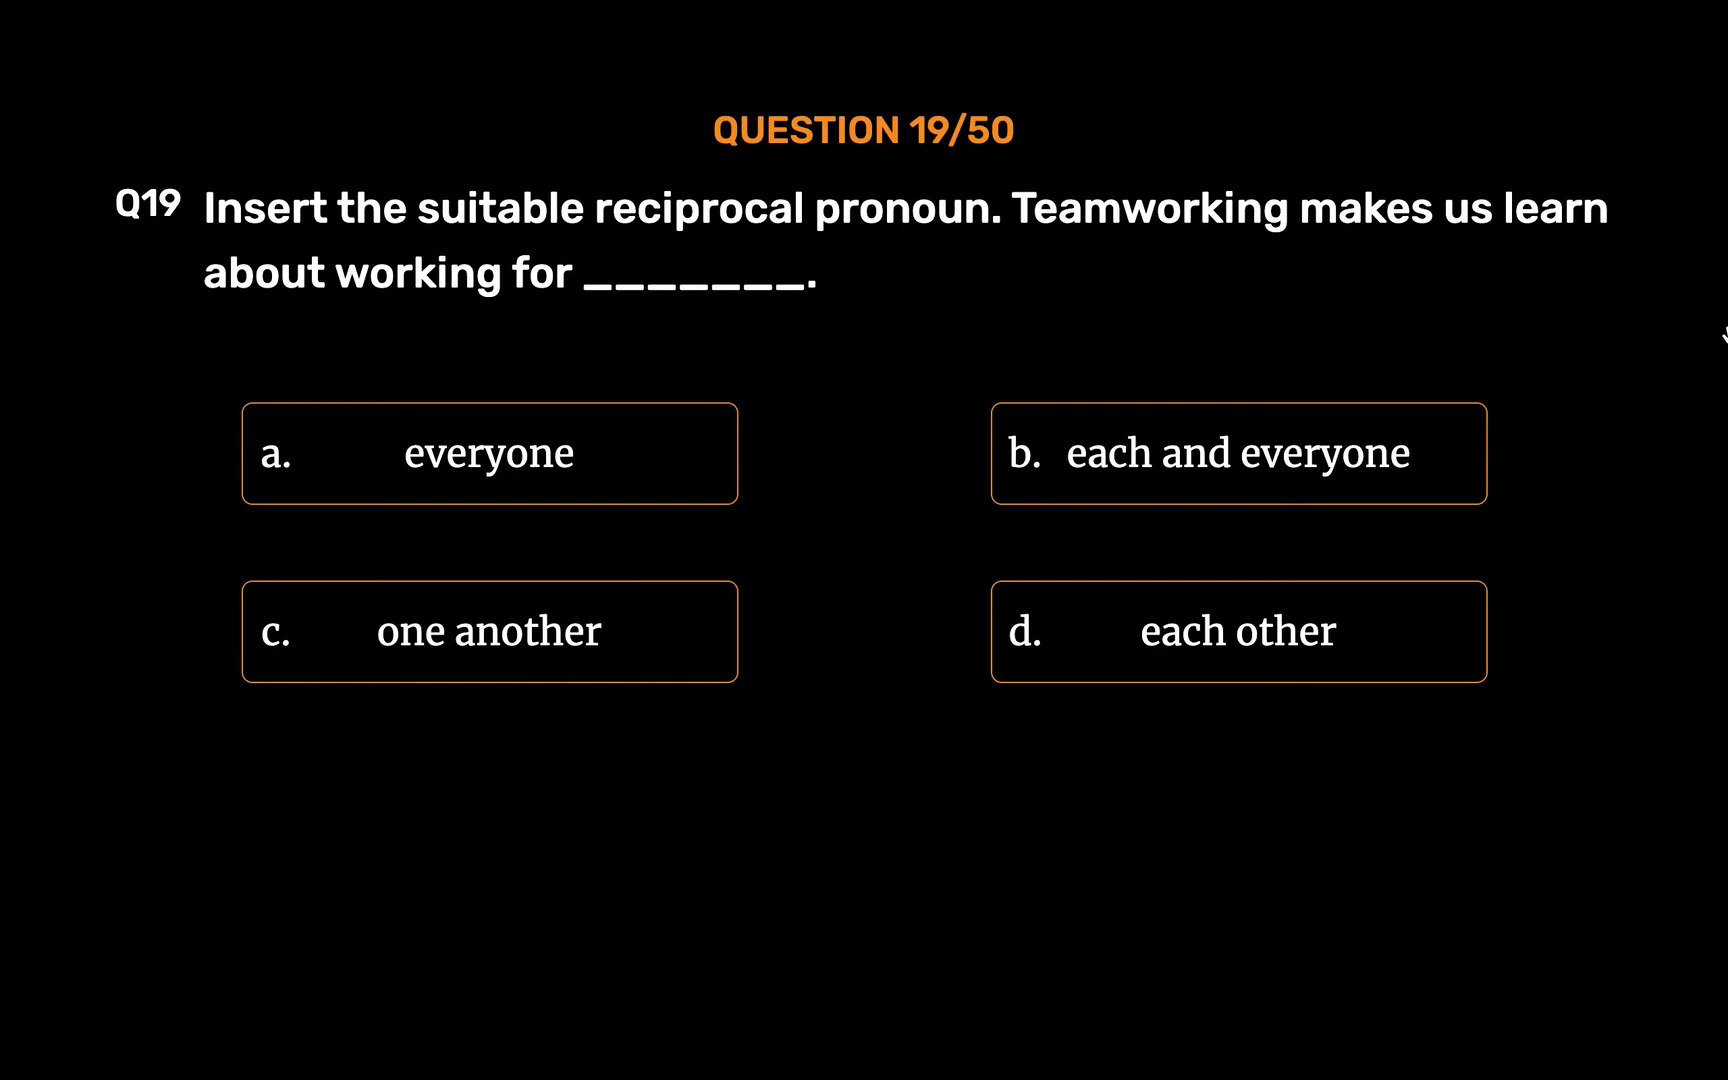 QUESTION 19/50
Q19 Insert the suitable reciprocal pronoun. Teamworking makes us learn
about working for _______.
a. everyone
b. each and everyone
c. one another
d. each other